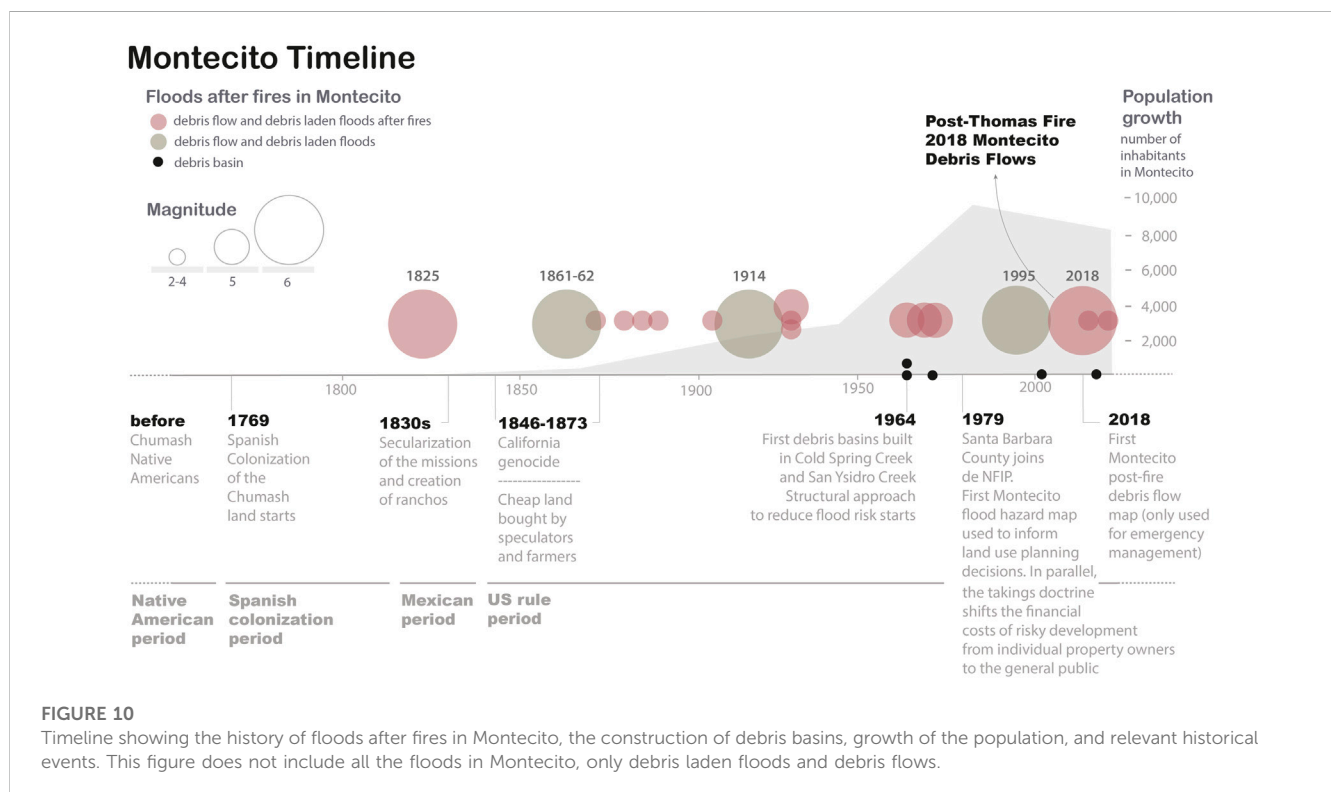 Montecito Timeline
Floods after fires in Montecito
debris flow and debris laden floods after fires
debris flow and debris laden floods
debris basin
Magnitude
2-4
5
6
Post-Thomas Fire
2018 Montecito
Debris Flows
Population
growth
number of
inhabitants
in Montecito
10,000
8,000
6,000
4,000
2,000
1825
1861-62
1914
1995
2018
1800
1850
1900
1950
2000
before
Chumash
Native
Americans
1769
Spanish
Colonization
of the
Chumash
land starts
1830s
Secularization
of the missions
and creation
of ranchos
1846-1873
California
genocide
-----------------
Cheap land
bought by
speculators
and farmers
1964
First debris basins built
in Cold Spring Creek
and San Ysidro Creek
Structural approach
to reduce flood risk starts
1979
Santa Barbara
County joins
de NFIP.
First Montecito
flood hazard map
used to inform
land use planning
decisions. In parallel,
the takings doctrine
shifts the financial
costs of risky development
from individual property owners
to the general public
2018
First
Montecito
post-fire
debris flow
map (only used
for emergency
management)
Native
American
period
Spanish
colonization
period
Mexican
period
US rule
period
FIGURE 10
Timeline showing the history of floods after fires in Montecito, the construction of debris basins, growth of the population, and relevant historical
events. This figure does not include all the floods in Montecito, only debris laden floods and debris flows.